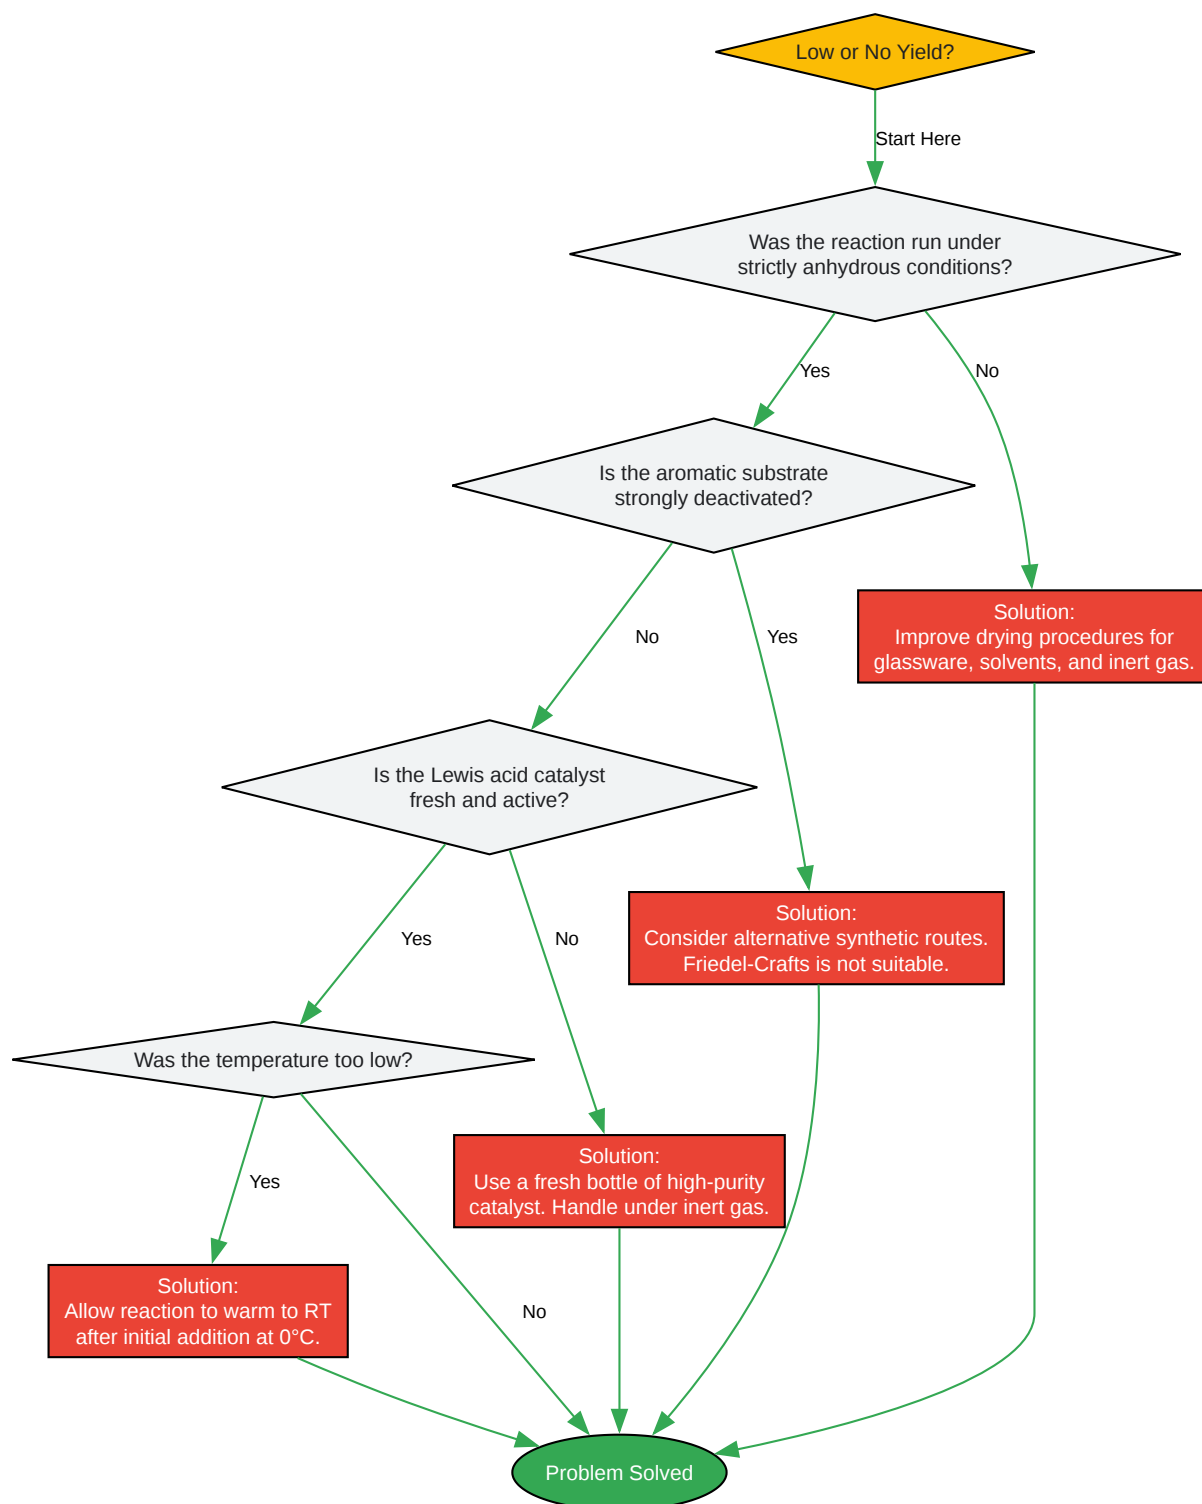 Low or No Yield?
Start Here
Was the reaction run under
strictly anhydrous conditions?
Yes
No
Is the aromatic substrate
strongly deactivated?
No
Yes
Solution:
Improve drying procedures for
glassware, solvents, and inert gas.
Is the Lewis acid catalyst
fresh and active?
Yes
No
Solution:
Consider alternative synthetic routes.
Friedel-Crafts is not suitable.
Was the temperature too low?
Yes
No
Solution:
Use a fresh bottle of high-purity
catalyst. Handle under inert gas.
Solution:
Allow reaction to warm to RT
after initial addition at 0°C.
Problem Solved